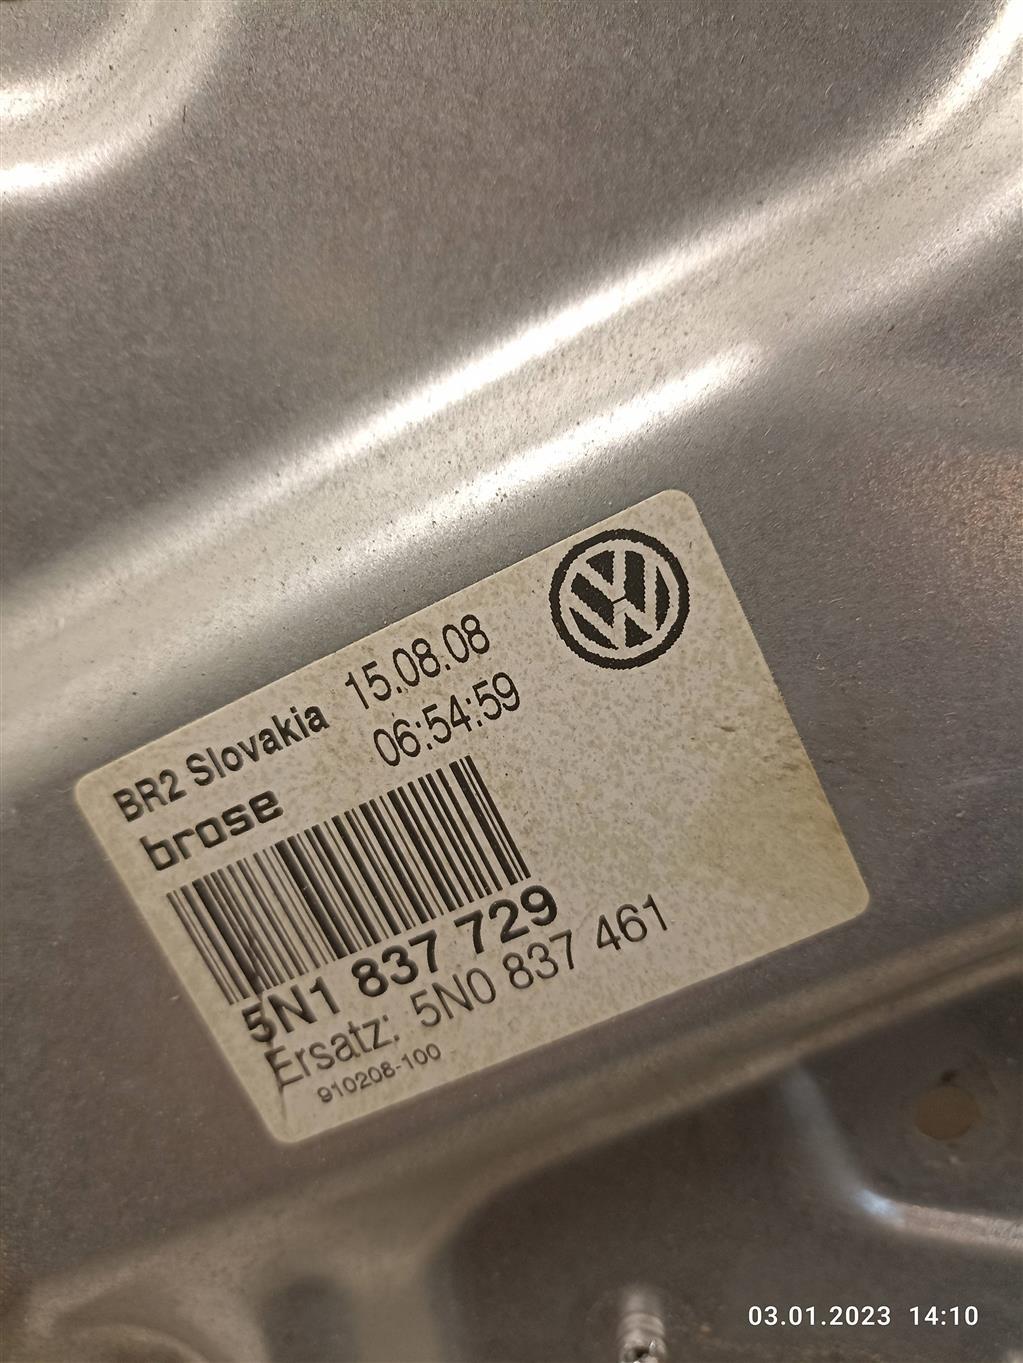 BR2 Slovakia 15.08.08
brose 06:54:59
5N1 837 729
Ersatz: 5N0 837 461
910208-100
03.01.2023 14:10